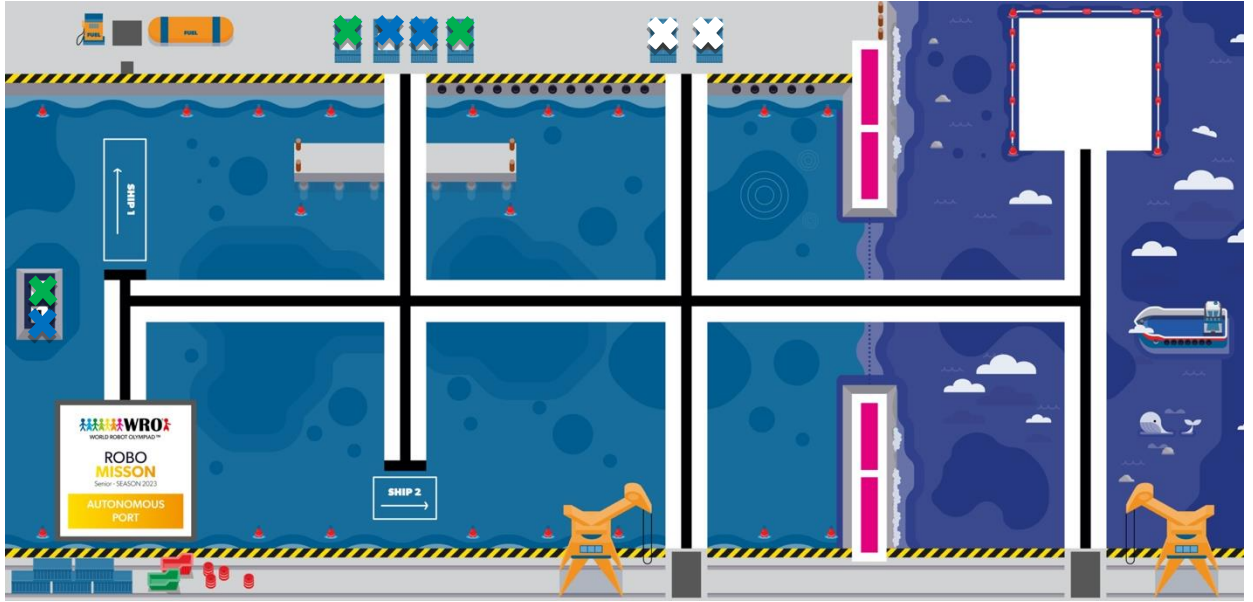 FUEL
FUEL
SHIP 1
WRO
WORLD ROBOT OLYMPIAD™
ROBO
MISSON
Senior - SEASON 2023
AUTONOMOUS
PORT
SHIP 2